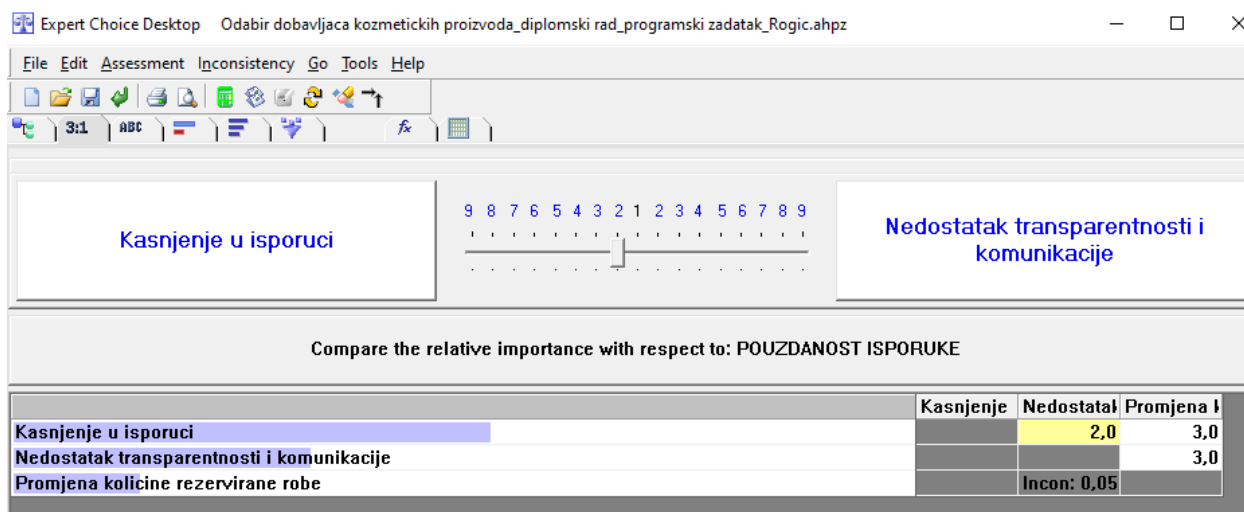 Expert Choice Desktop Odabir dobavljaca kozmetickih proizvoda_diplomski rad_programski zadatak_Rogic.ahpz
File Edit Assessment Inconsistency Go Tools Help
3:1 ABC fx
9 8 7 6 5 4 3 2 1 2 3 4 5 6 7 8 9
Kasnjenje u isporuci
Nedostatak transparentnosti i
komunikacije
Compare the relative importance with respect to: POUZDANOST ISPORUKE
Kasnjenje Nedostatal Promjena l
Kasnjenje u isporuci 2,0 3,0
Nedostatak transparentnosti i komunikacije 3,0
Promjena kolicine rezervirane robe Incon: 0,05